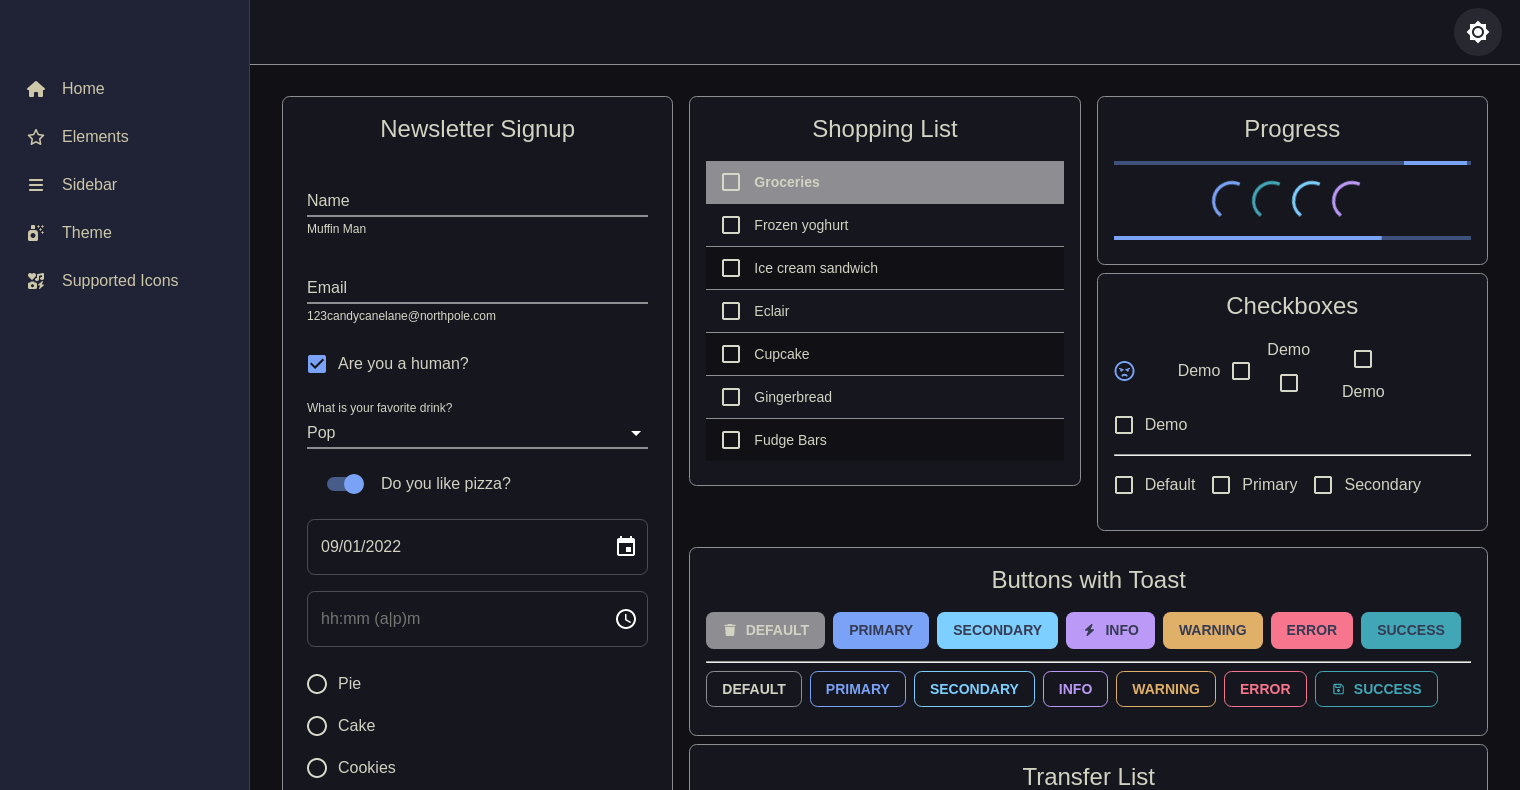 Home
Elements
Sidebar
Theme
Supported Icons
Newsletter Signup
Name
Muffin Man
Email
123candycanelane@northpole.com
Are you a human?
What is your favorite drink?
Pop
Do you like pizza?
09/01/2022
hh:mm (a|p)m
Pie
Cake
Cookies
Shopping List
Groceries
Frozen yoghurt
Ice cream sandwich
Eclair
Cupcake
Gingerbread
Fudge Bars
Progress
Checkboxes
Demo
Demo
Demo
Demo
Default Primary Secondary
Buttons with Toast
DEFAULT PRIMARY SECONDARY INFO WARNING ERROR SUCCESS
DEFAULT PRIMARY SECONDARY INFO WARNING ERROR SUCCESS
Transfer List